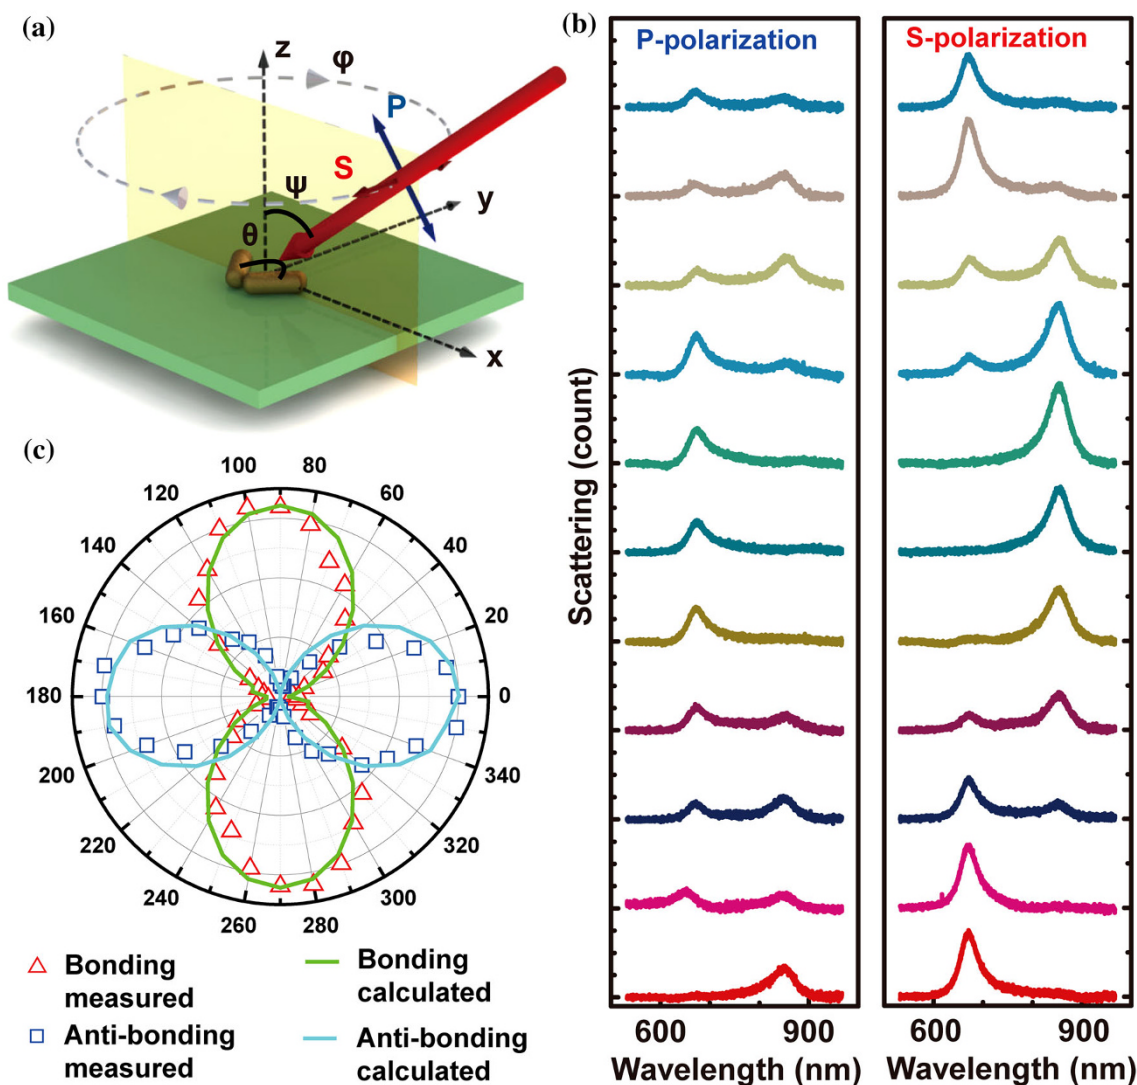 (a)
z
φ
P
S
ψ
y
θ
x
(b)
P-polarization
S-polarization
Scattering (count)
600
900
600
900
Wavelength (nm)
Wavelength (nm)
(c)
100
80
120
60
140
40
160
20
180
0
200
340
220
320
240
300
260
280
Bonding
measured
Bonding
calculated
Anti-bonding
measured
Anti-bonding
calculated